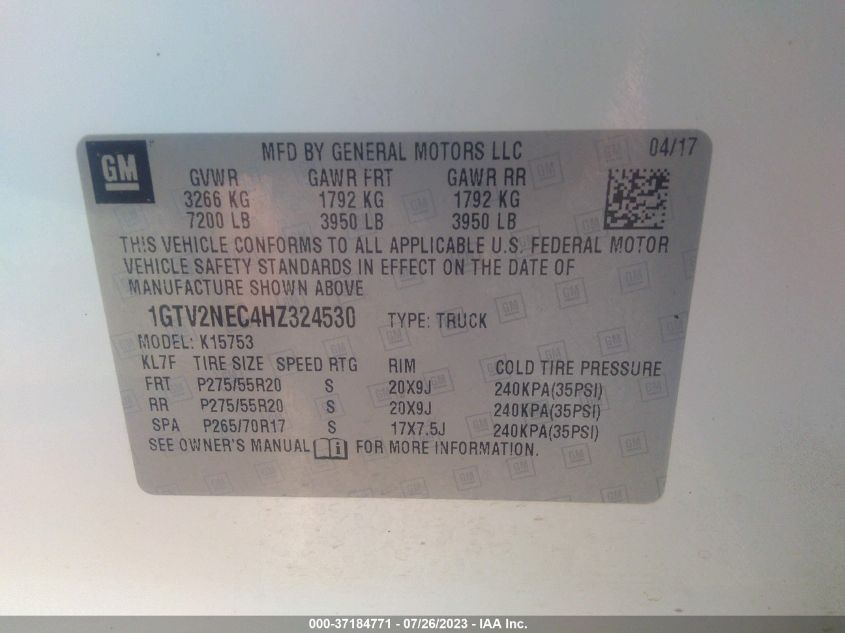 GM
MFD BY GENERAL MOTORS LLC 04/17
GVWR GAWR FRT GAWR RR
3266 KG 1792 KG 1792 KG
7200 LB 3950 LB 3950 LB
THIS VEHICLE CONFORMS TO ALL APPLICABLE U.S. FEDERAL MOTOR
VEHICLE SAFETY STANDARDS IN EFFECT ON THE DATE OF
MANUFACTURE SHOWN ABOVE
1GTV2NEC4HZ324530 TYPE: TRUCK
MODEL: K15753
KL7F TIRE SIZE SPEED RTG RIM COLD TIRE PRESSURE
FRT P275/55R20 S 20X9J 240KPA(35PSI)
RR P275/55R20 S 20X9J 240KPA(35PSI)
SPA P265/70R17 S 17X7.5J 240KPA(35PSI)
SEE OWNER'S MANUAL FOR MORE INFORMATION.
000-37184771 - 07/26/2023 - IAA Inc.